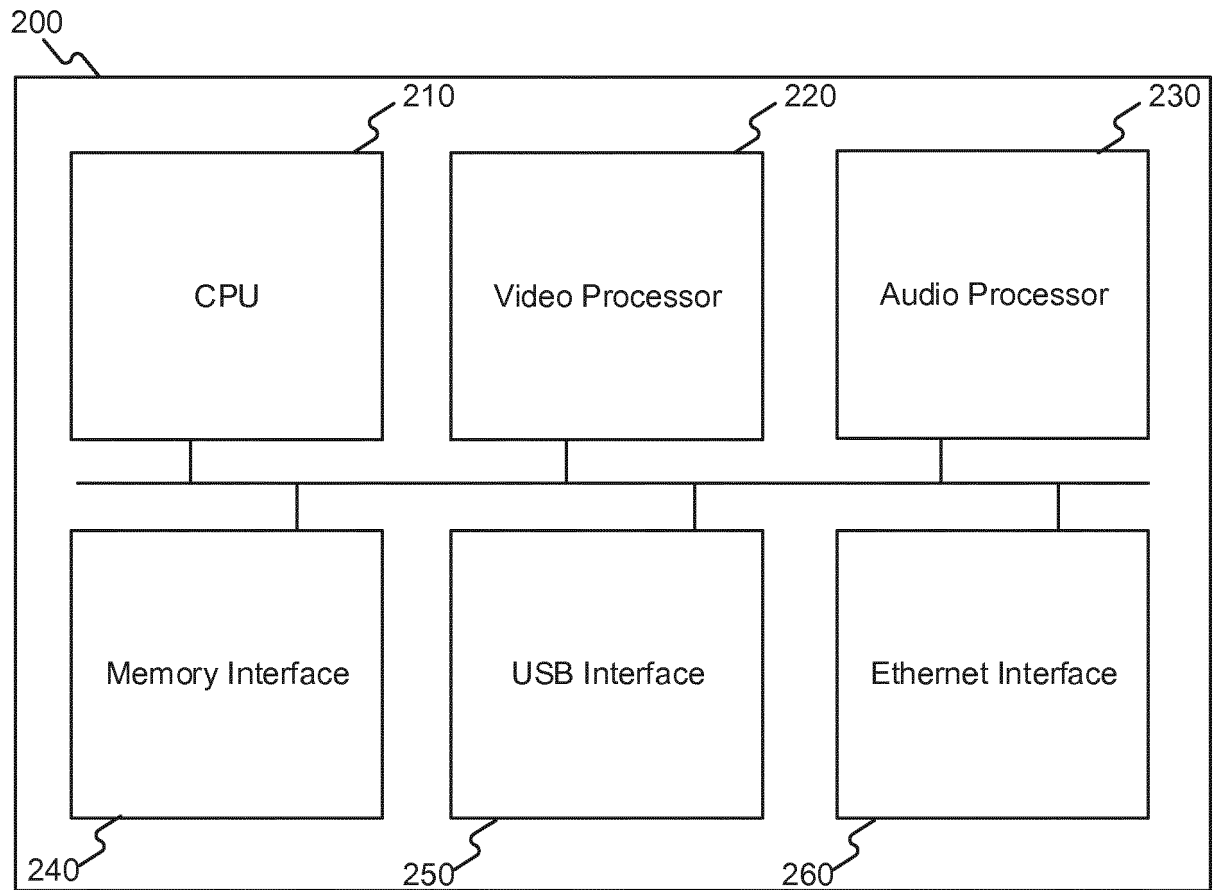 200
210
220
230
CPU
Video Processor
Audio Processor
Memory Interface
USB Interface
Ethernet Interface
240
250
260